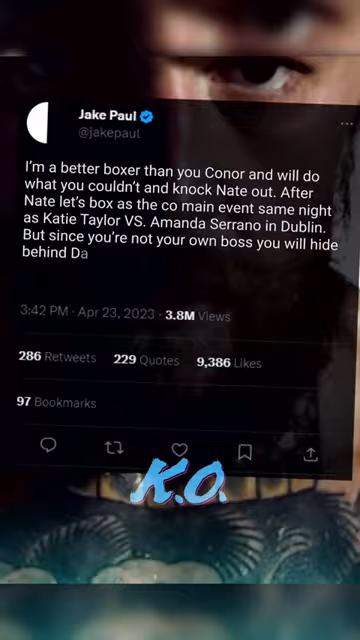 Jake Paul
@jakepaul
...
I'm a better boxer than you Conor and will do
what you couldn't and knock Nate out. After
Nate let's box as the co main event same night
as Katie Taylor VS. Amanda Serrano in Dublin.
But since you're not your own boss you will hide
behind Da
3:42 PM · Apr 23, 2023 · 3.8M Views
286 Retweets 229 Quotes 9,386 Likes
97 Bookmarks
K.O.